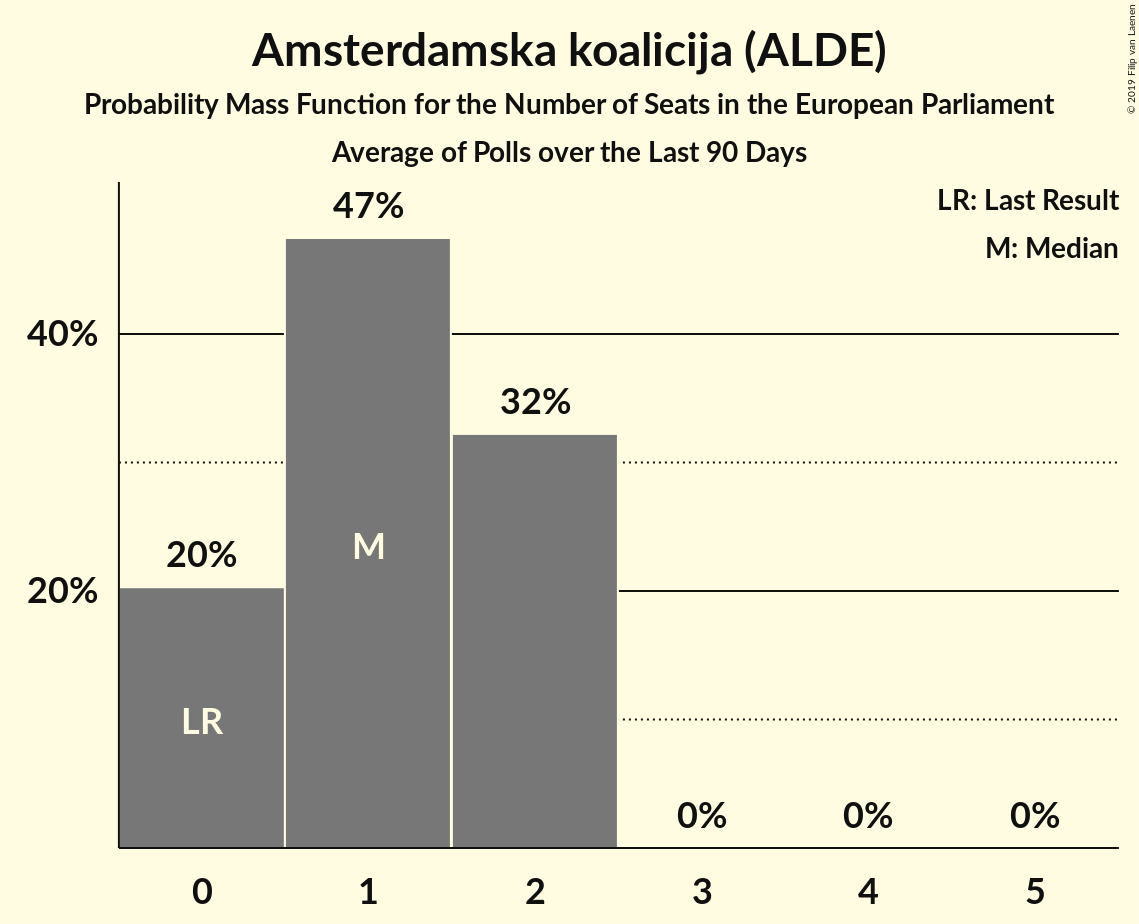 Amsterdamska koalicija (ALDE)
Probability Mass Function for the Number of Seats in the European Parliament
Average of Polls over the Last 90 Days
© 2019 Filip van Laenen
LR: Last Result
M: Median
47%
40%
32%
20%
20%
M
LR
0%
0%
0%
0
1
2
3
4
5